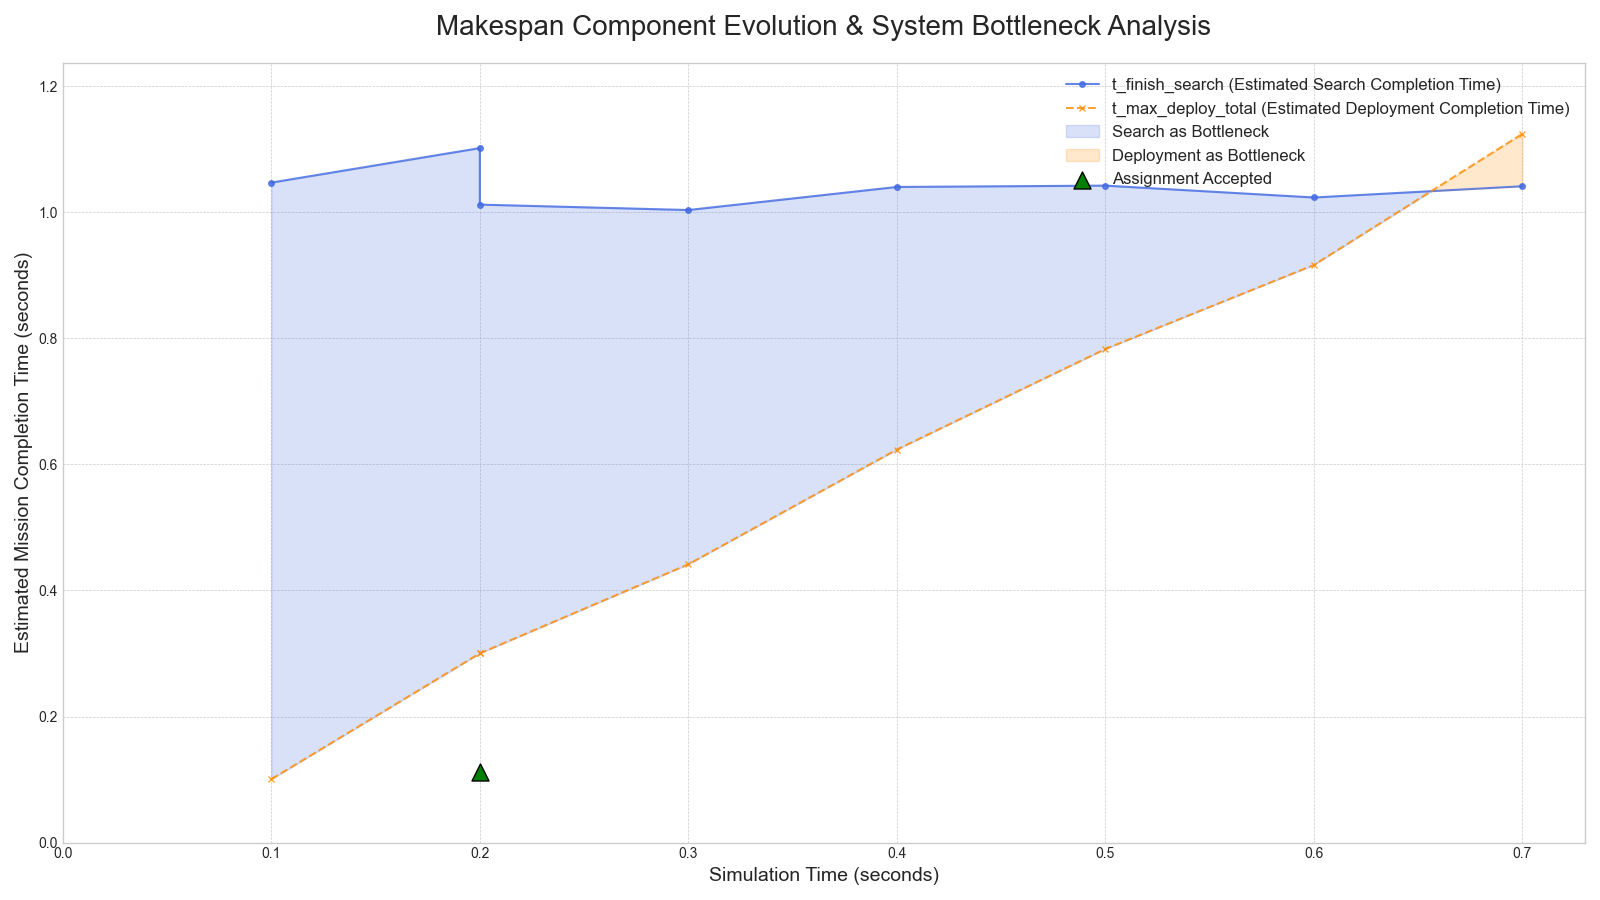 Makespan Component Evolution & System Bottleneck Analysis
t_finish_search (Estimated Search Completion Time)
t_max_deploy_total (Estimated Deployment Completion Time)
Search as Bottleneck
Deployment as Bottleneck
Assignment Accepted
Estimated Mission Completion Time (seconds)
1.2
1.0
0.8
0.6
0.4
0.2
0.0
0.0 0.1 0.2 0.3 0.4 0.5 0.6 0.7
Simulation Time (seconds)